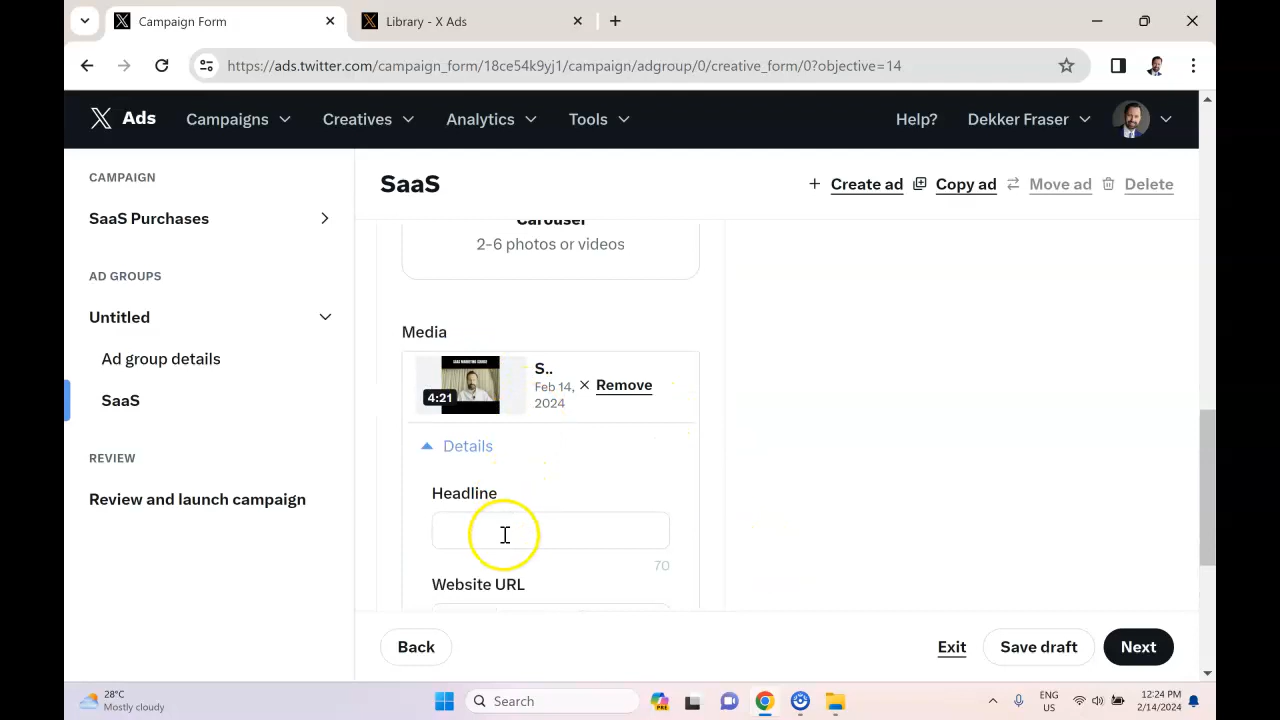 Campaign Form
Library - X Ads
https://ads.twitter.com/campaign_form/18ce54k9yj1/campaign/adgroup/0/creative_form/0?objective=14
Ads
Campaigns
Creatives
Analytics
Tools
Help?
Dekker Fraser
CAMPAIGN
SaaS Purchases
AD GROUPS
Untitled
Ad group details
SaaS
REVIEW
Review and launch campaign
SaaS
Create ad
Copy ad
Move ad
Delete
Carousel
2-6 photos or videos
Media
SAAS MARKETING COURSE
4:21
S..
Feb 14,
2024
Remove
Details
Headline
70
Website URL
Back
Exit
Save draft
Next
28°C
Mostly cloudy
Search
ENG
US
12:24 PM
2/14/2024